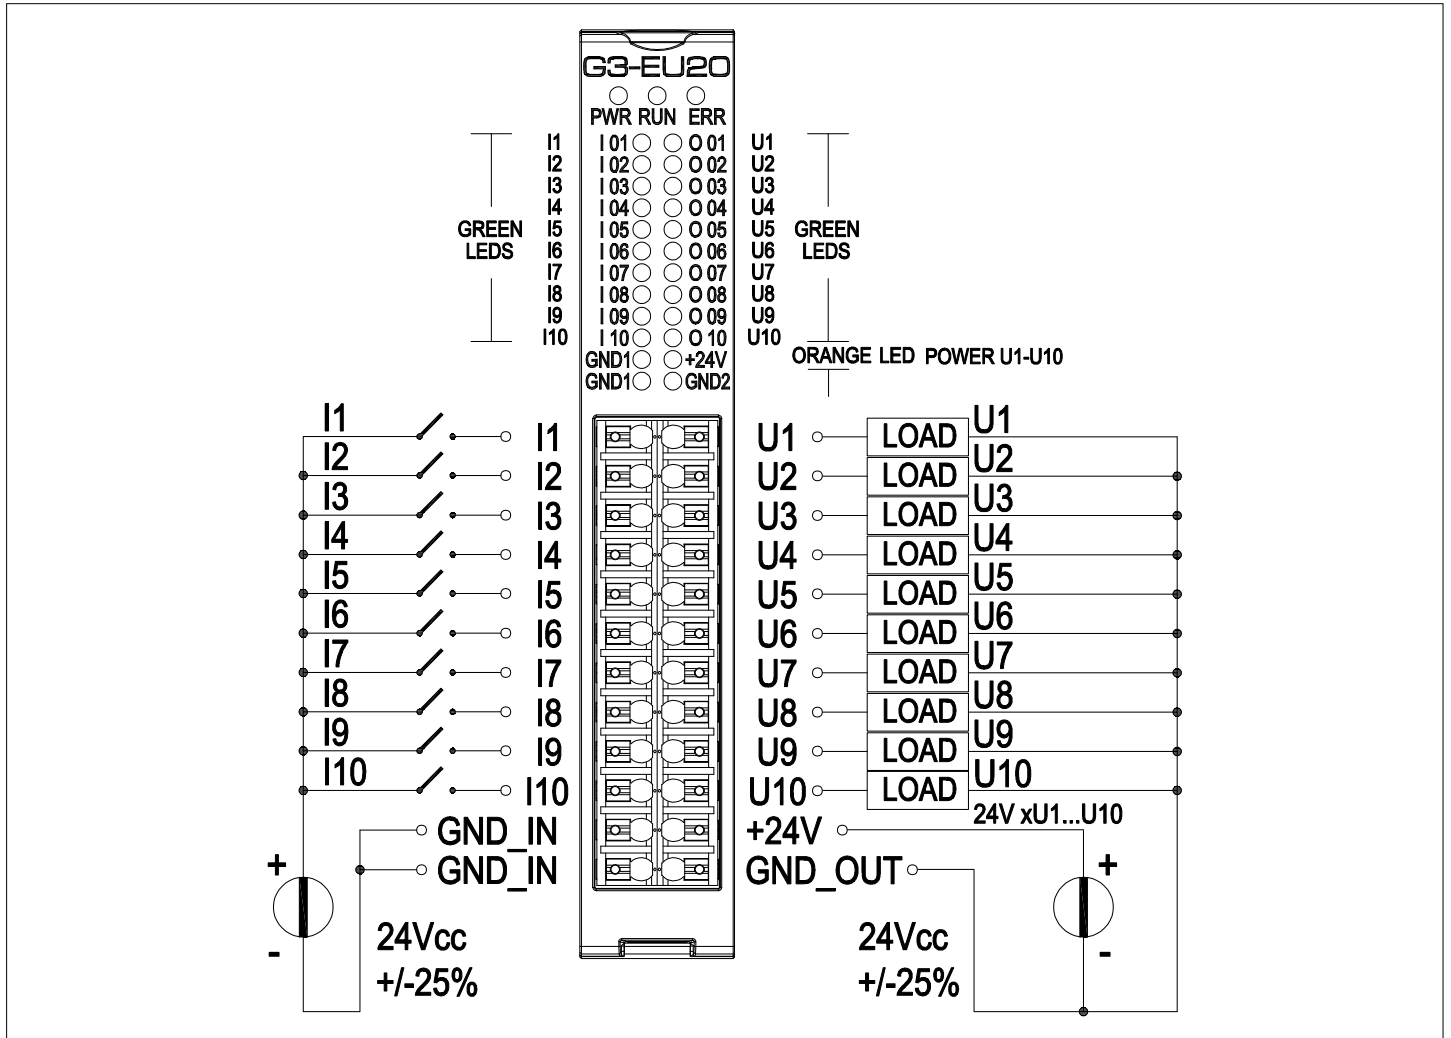 G3-EU20
PWR RUN ERR
I1 I 01 O 01 U1
I2 I 02 O 02 U2
I3 I 03 O 03 U3
I4 I 04 O 04 U4
I5 I 05 O 05 U5
I6 I 06 O 06 U6
I7 I 07 O 07 U7
I8 I 08 O 08 U8
I9 I 09 O 09 U9
I10 I 10 O 10 U10
GREEN
LEDS
GREEN
LEDS
GND1 +24V
GND1 GND2
ORANGE LED POWER U1-U10
I1 I1 U1 LOAD U1
I2 I2 U2 LOAD U2
I3 I3 U3 LOAD U3
I4 I4 U4 LOAD U4
I5 I5 U5 LOAD U5
I6 I6 U6 LOAD U6
I7 I7 U7 LOAD U7
I8 I8 U8 LOAD U8
I9 I9 U9 LOAD U9
I10 I10 U10 LOAD U10
24V xU1...U10
GND_IN +24V
GND_IN GND_OUT
+
-
24Vcc
+/-25%
+
-
24Vcc
+/-25%